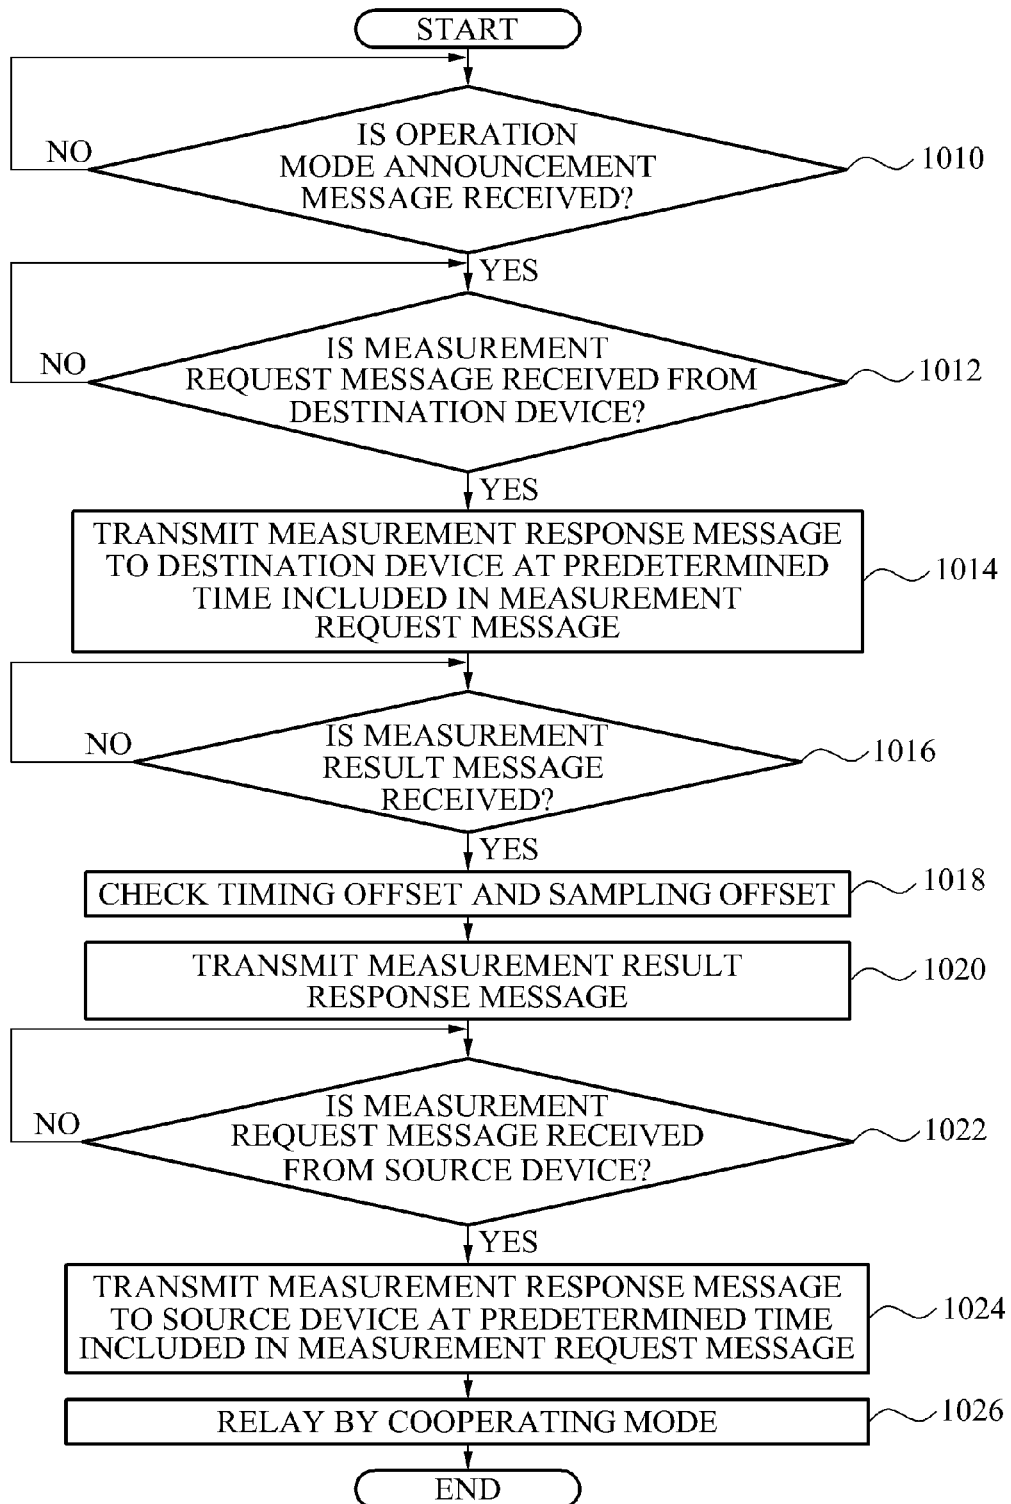 START
IS OPERATION
MODE ANNOUNCEMENT
MESSAGE RECEIVED?
NO
1010
YES
IS MEASUREMENT
REQUEST MESSAGE RECEIVED FROM
DESTINATION DEVICE?
NO
1012
YES
TRANSMIT MEASUREMENT RESPONSE MESSAGE
TO DESTINATION DEVICE AT PREDETERMINED
TIME INCLUDED IN MEASUREMENT
REQUEST MESSAGE
1014
IS MEASUREMENT
RESULT MESSAGE
RECEIVED?
NO
1016
YES
CHECK TIMING OFFSET AND SAMPLING OFFSET
1018
TRANSMIT MEASUREMENT RESULT
RESPONSE MESSAGE
1020
IS MEASUREMENT
REQUEST MESSAGE RECEIVED
FROM SOURCE DEVICE?
NO
1022
YES
TRANSMIT MEASUREMENT RESPONSE MESSAGE
TO SOURCE DEVICE AT PREDETERMINED TIME
INCLUDED IN MEASUREMENT REQUEST MESSAGE
1024
RELAY BY COOPERATING MODE
1026
END